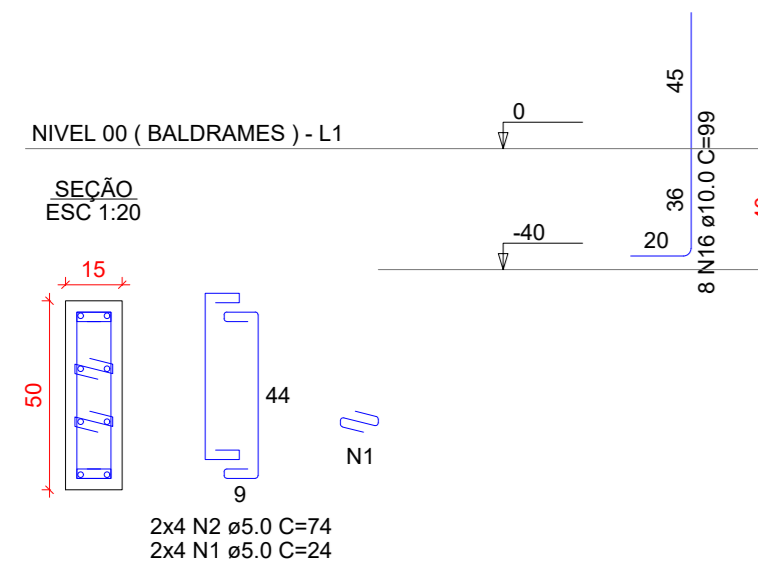 NIVEL 00 ( BALDRAMES ) - L1
0
-40
45
36
20
8 N16 ø10.0 C=99
SEÇÃO
ESC 1:20
15
50
44
9
N1
2x4 N2 ø5.0 C=74
2x4 N1 ø5.0 C=24